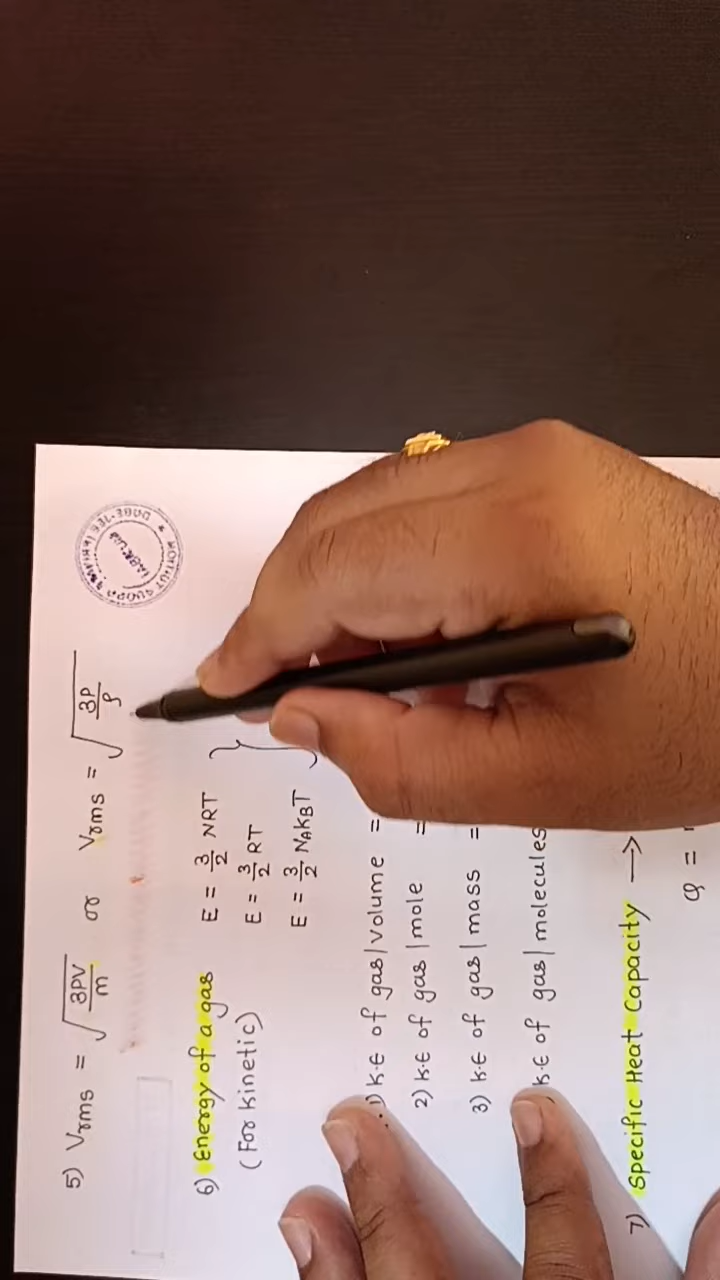 5) Vrms = √(3PV/m) or Vrms = √(3P/ρ)
6) Energy of a gas E = 3/2 NRT
(For kinetic) E = 3/2 RT
E = 3/2 NAKBT
1) K.E of gas/volume =
2) K.E of gas/mole =
3) K.E of gas/mass =
K.E of gas/molecules
7) Specific Heat Capacity →
Q =